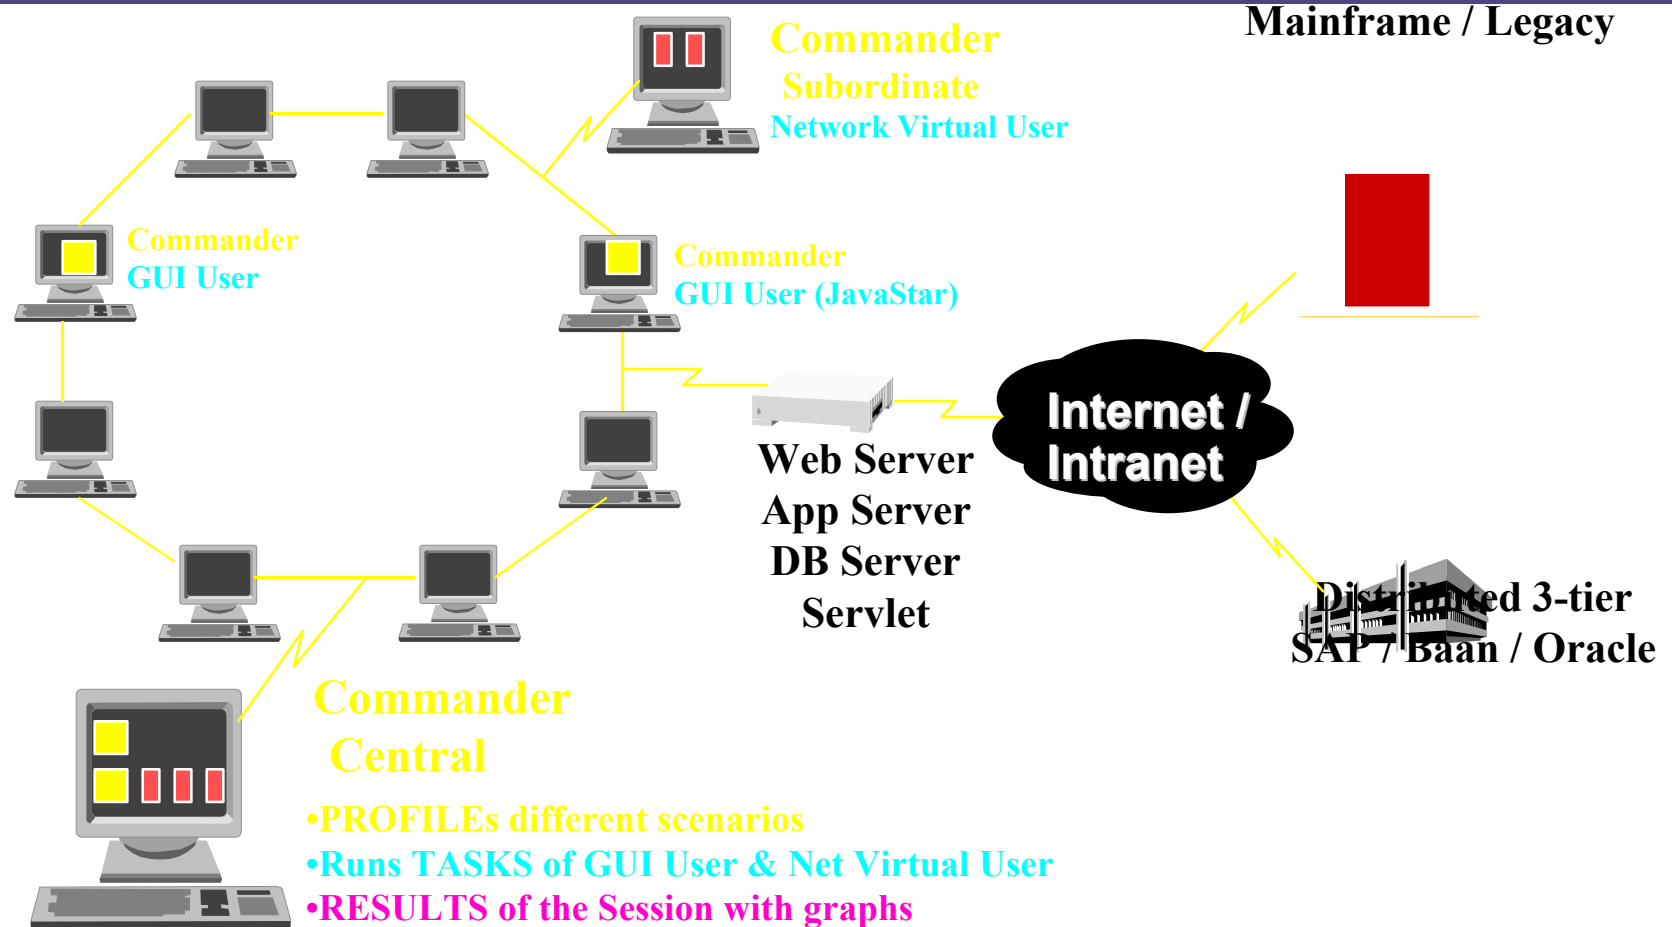 Mainframe / Legacy
Commander
Subordinate
Network Virtual User
Commander
GUI User
Commander
GUI User (JavaStar)
Internet /
Intranet
Web Server
App Server
DB Server
Servlet
Distributed 3-tier
SAP / Baan / Oracle
Commander
Central
•PROFILEs different scenarios
•Runs TASKS of GUI User & Net Virtual User
•RESULTS of the Session with graphs